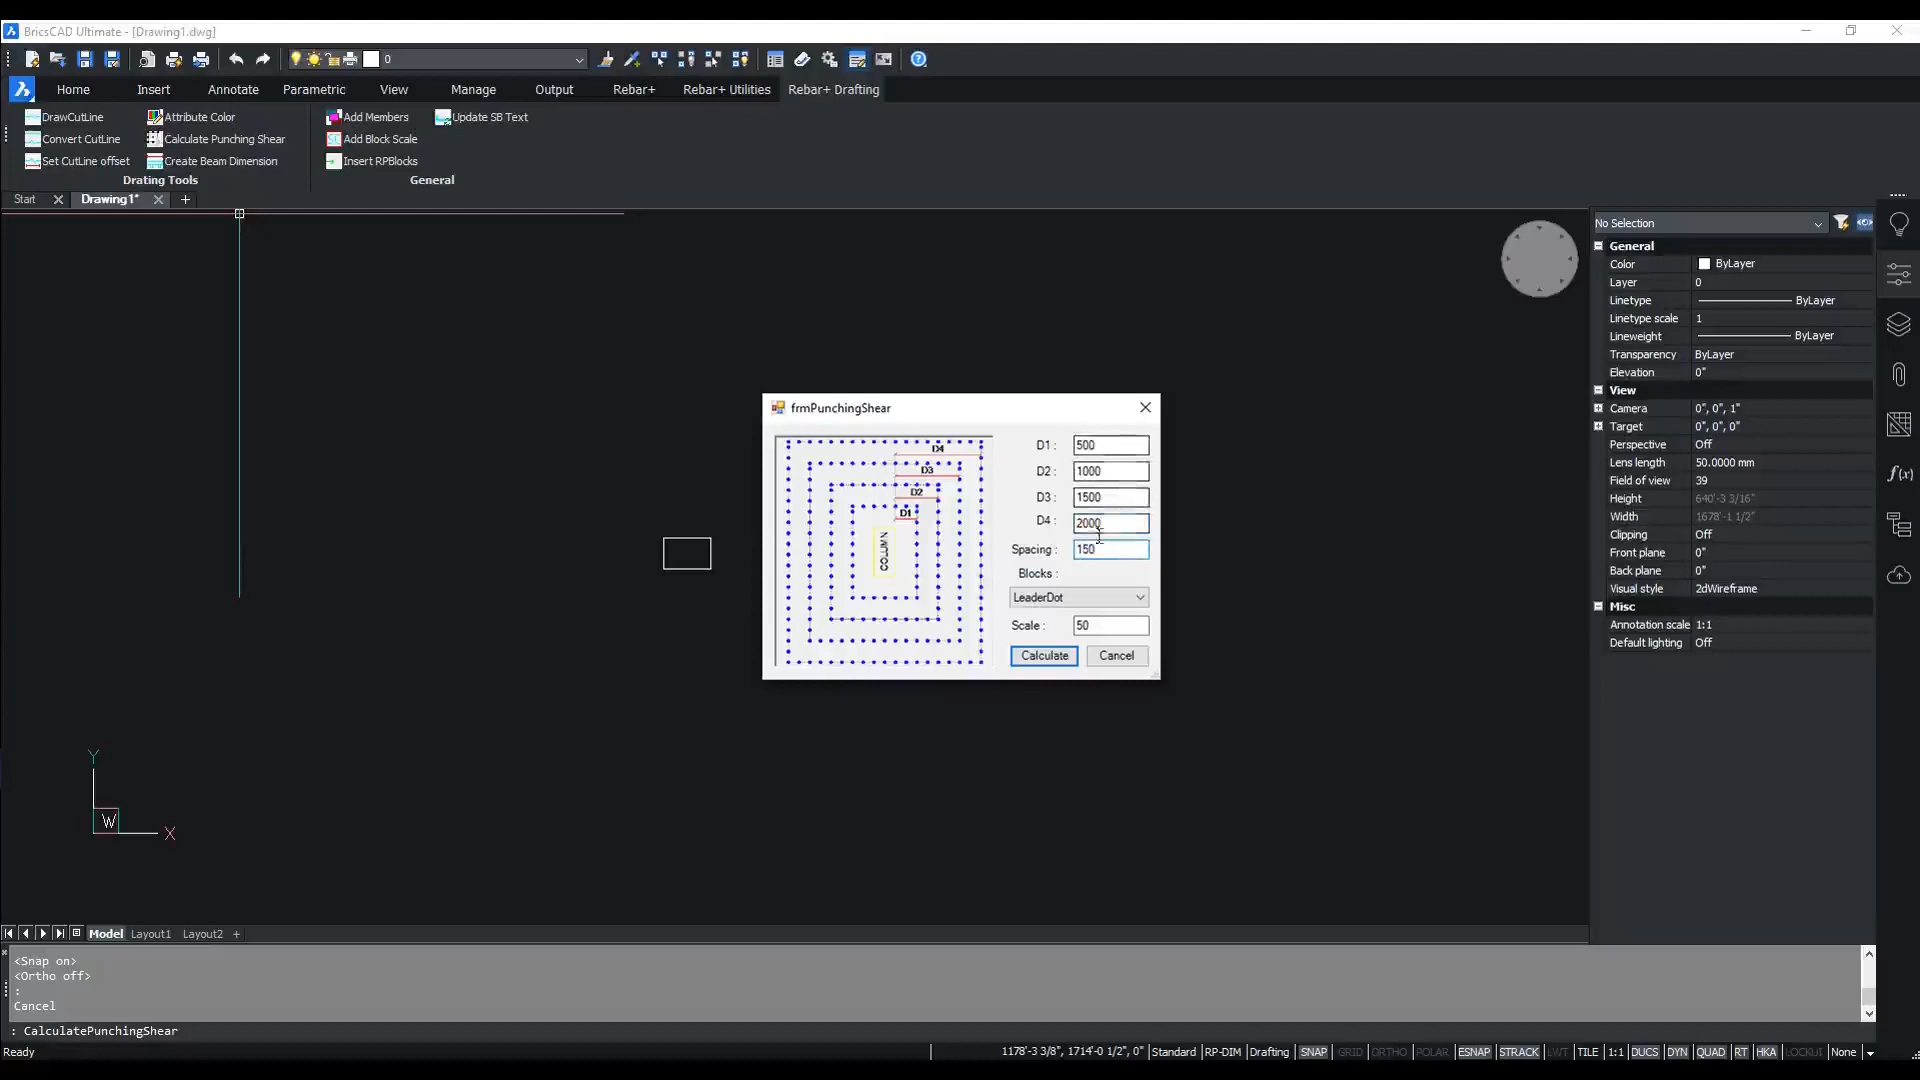 BricsCAD Ultimate - [Drawing1.dwg]
0
Home Insert Annotate Parametric View Manage Output Rebar+ Rebar+ Utilities Rebar+ Drafting
DrawCutLine Attribute Color Add Members Update SB Text
Convert CutLine Calculate Punching Shear Add Block Scale
Set CutLine offset Create Beam Dimension Insert RPBlocks
Drating Tools General
Start Drawing1* +
No Selection
General
Color ByLayer
Layer 0
Linetype ByLayer
Linetype scale 1
Lineweight ByLayer
Transparency ByLayer
Elevation 0"
View
Camera 0", 0", 1"
Target 0", 0", 0"
Perspective Off
Lens length 50.0000 mm
Field of view 39
Height 640'-3 3/16"
Width 1678'-1 1/2"
Clipping Off
Front plane 0"
Back plane 0"
Visual style 2dWireframe
Misc
Annotation scale 1:1
Default lighting Off
f(x)
frmPunchingShear
D4
D3
D2
D1
COLUMN
D1 : 500
D2 : 1000
D3 : 1500
D4 : 2000
Spacing : 150
Blocks :
LeaderDot
Scale : 50
Calculate Cancel
Y
W X
Model Layout1 Layout2 +
<Snap on>
<Ortho off>
:
Cancel
: CalculatePunchingShear
Ready 1178'-3 3/8", 1714'-0 1/2", 0" Standard RP-DIM Drafting SNAP GRID ORTHO POLAR ESNAP STRACK LWT TILE 1:1 DUCS DYN QUAD RT HKA LOCKUI None